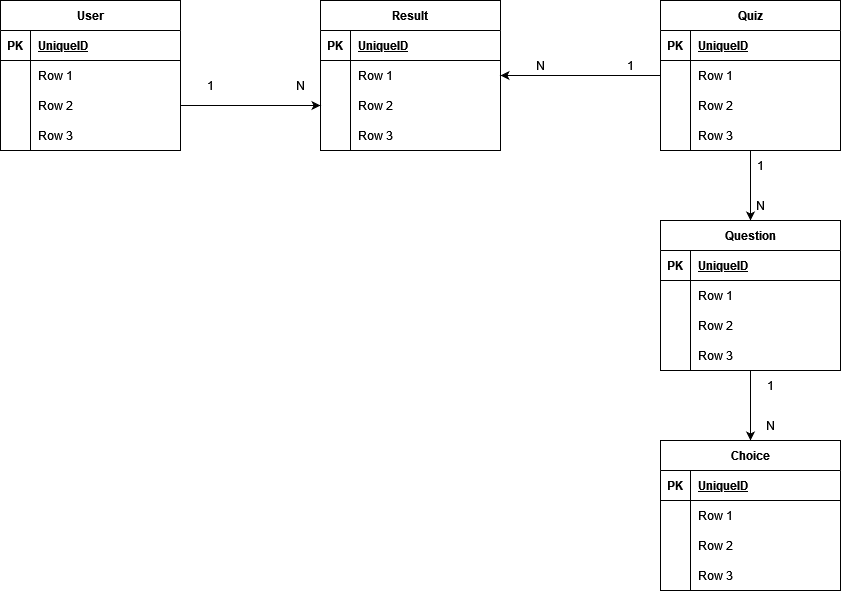 User
PK UniqueID
Row 1
Row 2
Row 3
1
N
Result
PK UniqueID
Row 1
Row 2
Row 3
N
1
Quiz
PK UniqueID
Row 1
Row 2
Row 3
1
N
Question
PK UniqueID
Row 1
Row 2
Row 3
1
N
Choice
PK UniqueID
Row 1
Row 2
Row 3